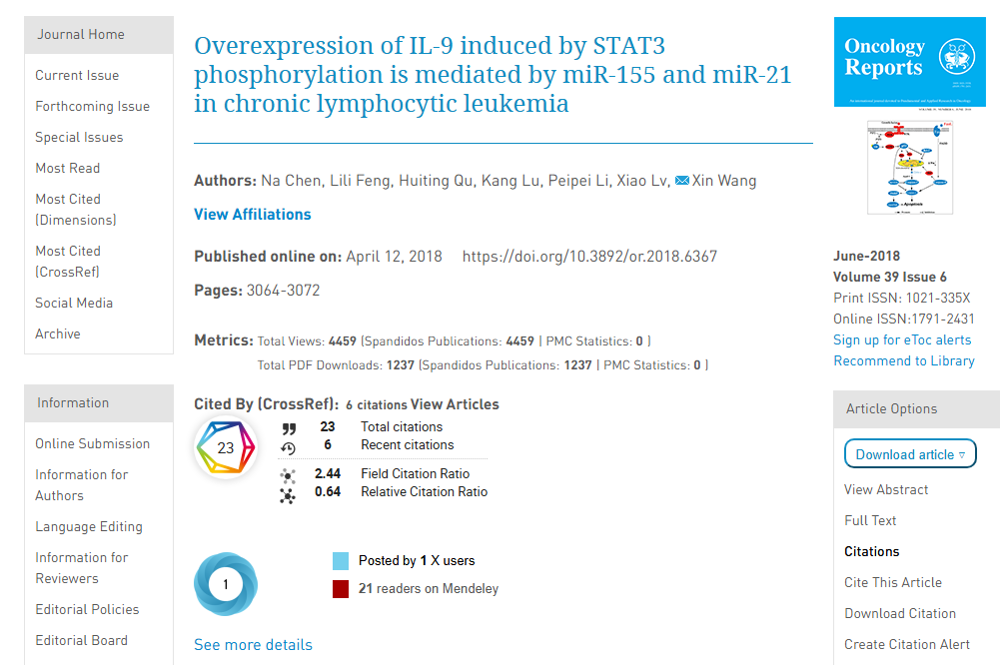 Journal Home
Current Issue
Forthcoming Issue
Special Issues
Most Read
Most Cited
(Dimensions)
Most Cited
(CrossRef)
Social Media
Archive
Information
Online Submission
Information for
Authors
Language Editing
Information for
Reviewers
Editorial Policies
Editorial Board
Overexpression of IL-9 induced by STAT3
phosphorylation is mediated by miR-155 and miR-21
in chronic lymphocytic leukemia
Authors: Na Chen, Lili Feng, Huiting Qu, Kang Lu, Peipei Li, Xiao Lv, Xin Wang
View Affiliations
Published online on: April 12, 2018 https://doi.org/10.3892/or.2018.6367
Pages: 3064-3072
Metrics: Total Views: 4459 (Spandidos Publications: 4459 | PMC Statistics: 0 )
Total PDF Downloads: 1237 (Spandidos Publications: 1237 | PMC Statistics: 0 )
Cited By (CrossRef): 6 citations View Articles
23
23 Total citations
6 Recent citations
2.44 Field Citation Ratio
0.64 Relative Citation Ratio
1
Posted by 1 X users
21 readers on Mendeley
See more details
Oncology
Reports
June-2018
Volume 39 Issue 6
Print ISSN: 1021-335X
Online ISSN:1791-2431
Sign up for eToc alerts
Recommend to Library
Article Options
Download article ▿
View Abstract
Full Text
Citations
Cite This Article
Download Citation
Create Citation Alert